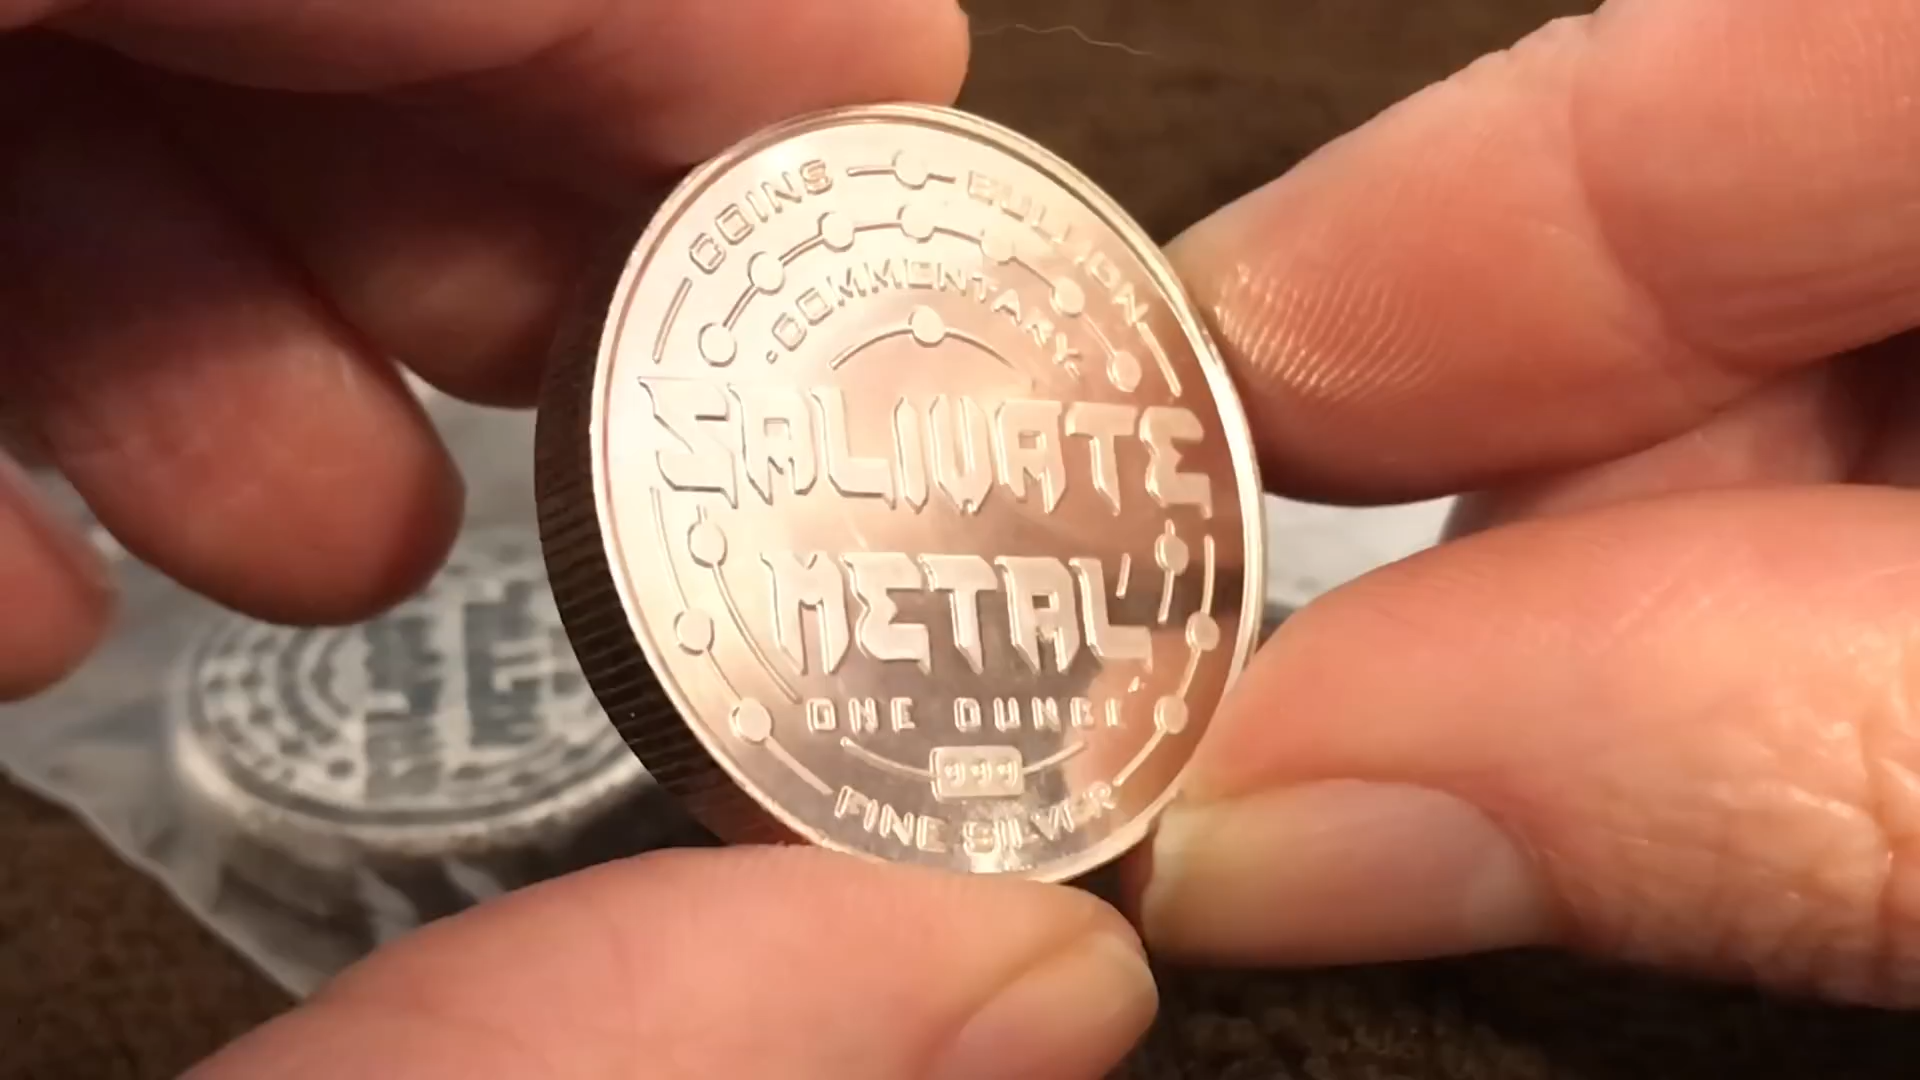 COINS BULLION
COMMENTARY
SALIVATE
METAL
ONE OUNCE
999
FINE SILVER